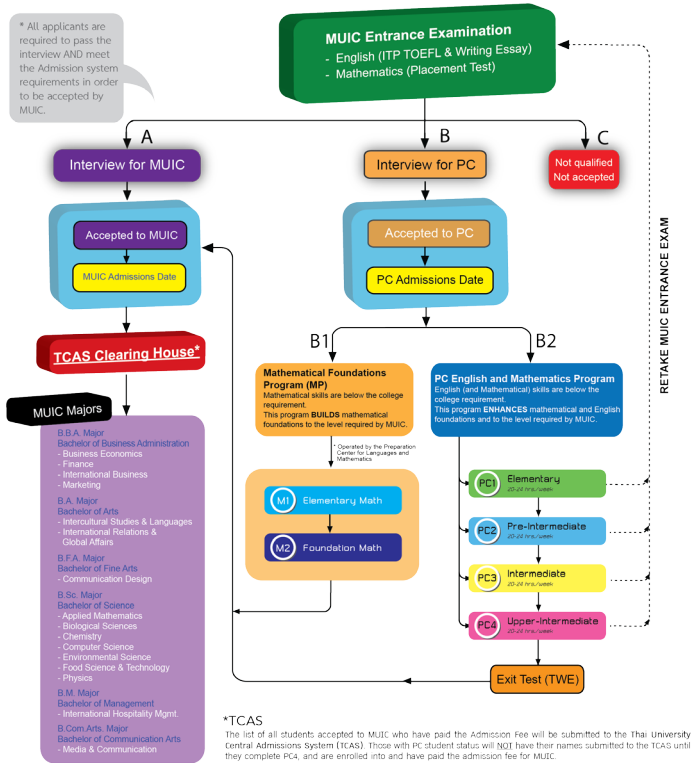 * All applicants are
required to pass the
interview AND meet
the Admission system
requirements in order
to be accepted by
MUIC.
MUIC Entrance Examination
- English (ITP TOEFL & Writing Essay)
- Mathematics (Placement Test)
A
B
C
Interview for MUIC
Interview for PC
Not qualified
Not accepted
Accepted to MUIC
MUIC Admissions Date
Accepted to PC
PC Admissions Date
RETAKE MUIC ENTRANCE EXAM
TCAS Clearing House*
B1
B2
Mathematical Foundations
Program (MP)
Mathematical skills are below the college
requirement.
This program BUILDS mathematical
foundations to the level required by MUIC.
PC English and Mathematics Program
English (and Mathematical) skills are below the
college requirement.
This program ENHANCES mathematical and English
foundations and to the level required by MUIC.
* Operated by the Preparation
Center for Languages and
Mathematics
M1 Elementary Math
M2 Foundation Math
PC1 Elementary
20-24 hrs/week
PC2 Pre-Intermediate
20-24 hrs/week
PC3 Intermediate
20-24 hrs/week
PC4 Upper-Intermediate
20-24 hrs/week
Exit Test (TWE)
MUIC Majors
B.B.A. Major
Bachelor of Business Administration
- Business Economics
- Finance
- International Business
- Marketing
B.A. Major
Bachelor of Arts
- Intercultural Studies & Languages
- International Relations &
Global Affairs
B.F.A. Major
Bachelor of Fine Arts
- Communication Design
B.Sc. Major
Bachelor of Science
- Applied Mathematics
- Biological Sciences
- Chemistry
- Computer Science
- Environmental Science
- Food Science & Technology
- Physics
B.M. Major
Bachelor of Management
- International Hospitality Mgmt.
B.Com.Arts. Major
Bachelor of Communication Arts
- Media & Communication
*TCAS
The list of all students accepted to MUIC who have paid the Admission Fee will be submitted to the Thai University
Central Admissions System (TCAS). Those with PC student status will NOT have their names submitted to the TCAS until
they complete PC4, and are enrolled into and have paid the admission fee for MUIC.